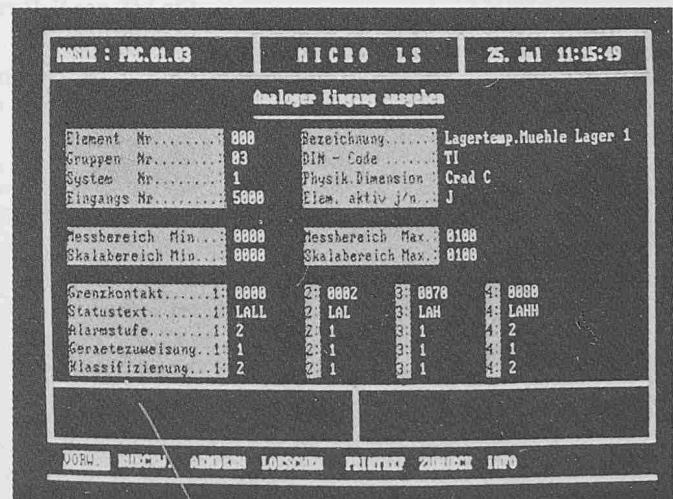 MASKE : PRC.01.03 MICRO LS 25. Jul 11:15:49
Analoger Eingang ausgeben
Element Nr........: 000 Bezeichnung......: Lagertemp.Muehle Lager 1
Gruppen Nr........: 03 DIN - Code ......: TI
System Nr........: 1 Physik.Dimension : Crad C
Eingangs Nr.......: 5000 Elem. aktiv j/n..: J
Messbereich Min...: 0000 Messbereich Max.: 0100
Skalabereich Min..: 0000 Skalabereich Max.: 0100
Grenzkontakt......1: 0000 2: 0002 3: 0070 4: 0080
Statustext........1: LALL 2: LAL 3: LAH 4: LAHH
Alarmstufe........1: 2 2: 1 3: 1 4: 2
Geraetezuweisung..1: 1 2: 1 3: 1 4: 1
Klassifizierung...1: 2 2: 1 3: 1 4: 2
VORW. RUECKW. AENDERN LOESCHEN PRINTOUT ZURUECK INFO